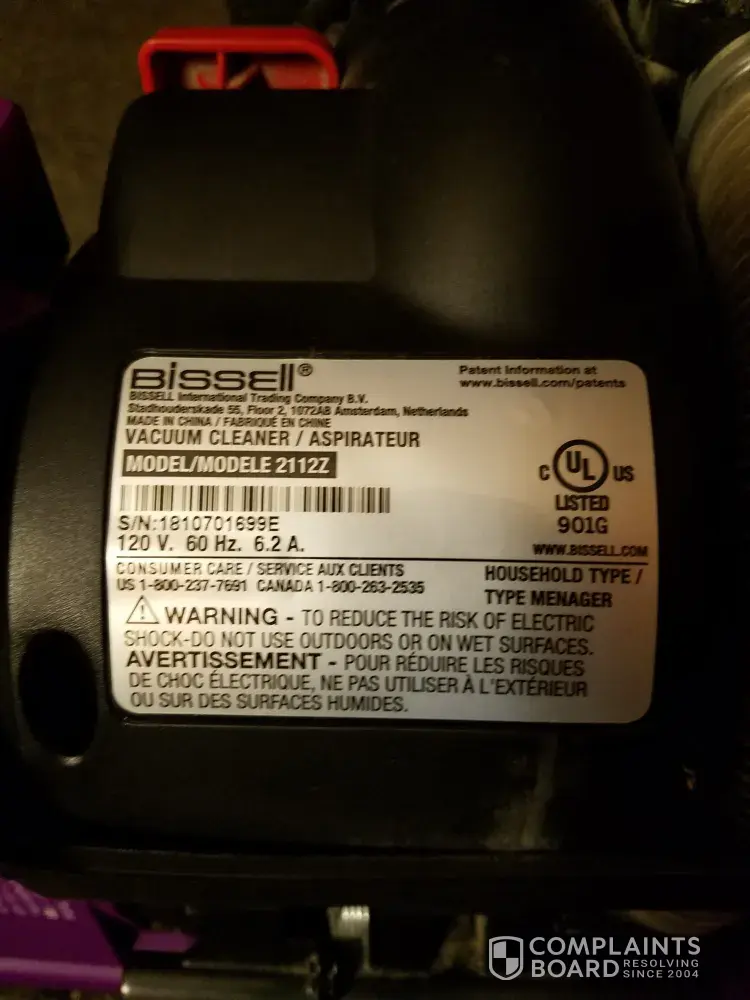 BISSELL®
Patent Information at
www.bissell.com/patents
BISSELL International Trading Company B.V.
Stadhouderskade 55, Floor 2, 1072AB Amsterdam, Netherlands
MADE IN CHINA / FABRIQUÉ EN CHINE
VACUUM CLEANER / ASPIRATEUR
MODEL/MODELE 2112Z
C UL US
LISTED
901G
S/N:1810701699E
120 V. 60 Hz. 6.2 A.
WWW.BISSELL.COM
CONSUMER CARE / SERVICE AUX CLIENTS
US 1-800-237-7691 CANADA 1-800-263-2535
HOUSEHOLD TYPE /
TYPE MENAGER
WARNING - TO REDUCE THE RISK OF ELECTRIC
SHOCK-DO NOT USE OUTDOORS OR ON WET SURFACES.
AVERTISSEMENT - POUR RÉDUIRE LES RISQUES
DE CHOC ÉLECTRIQUE, NE PAS UTILISER À L'EXTÉRIEUR
OU SUR DES SURFACES HUMIDES.
COMPLAINTS
BOARD RESOLVING
SINCE 2004